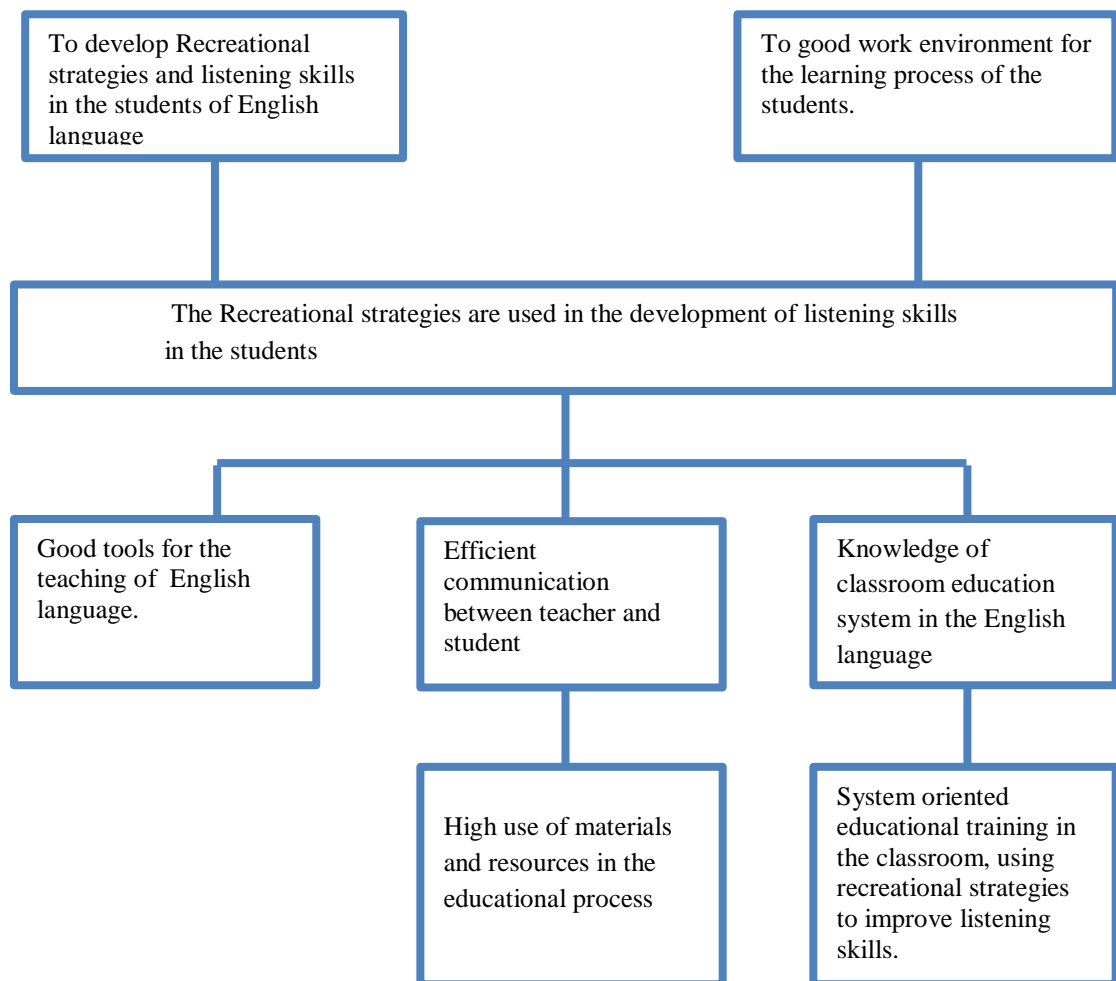 To develop Recreational
strategies and listening skills
in the students of English
language
To good work environment for
the learning process of the
students.
The Recreational strategies are used in the development of listening skills
in the students
Good tools for the
teaching of English
language.
Efficient
communication
between teacher and
student
Knowledge of
classroom education
system in the English
language
High use of materials
and resources in the
educational process
System oriented
educational training in
the classroom, using
recreational strategies
to improve listening
skills.